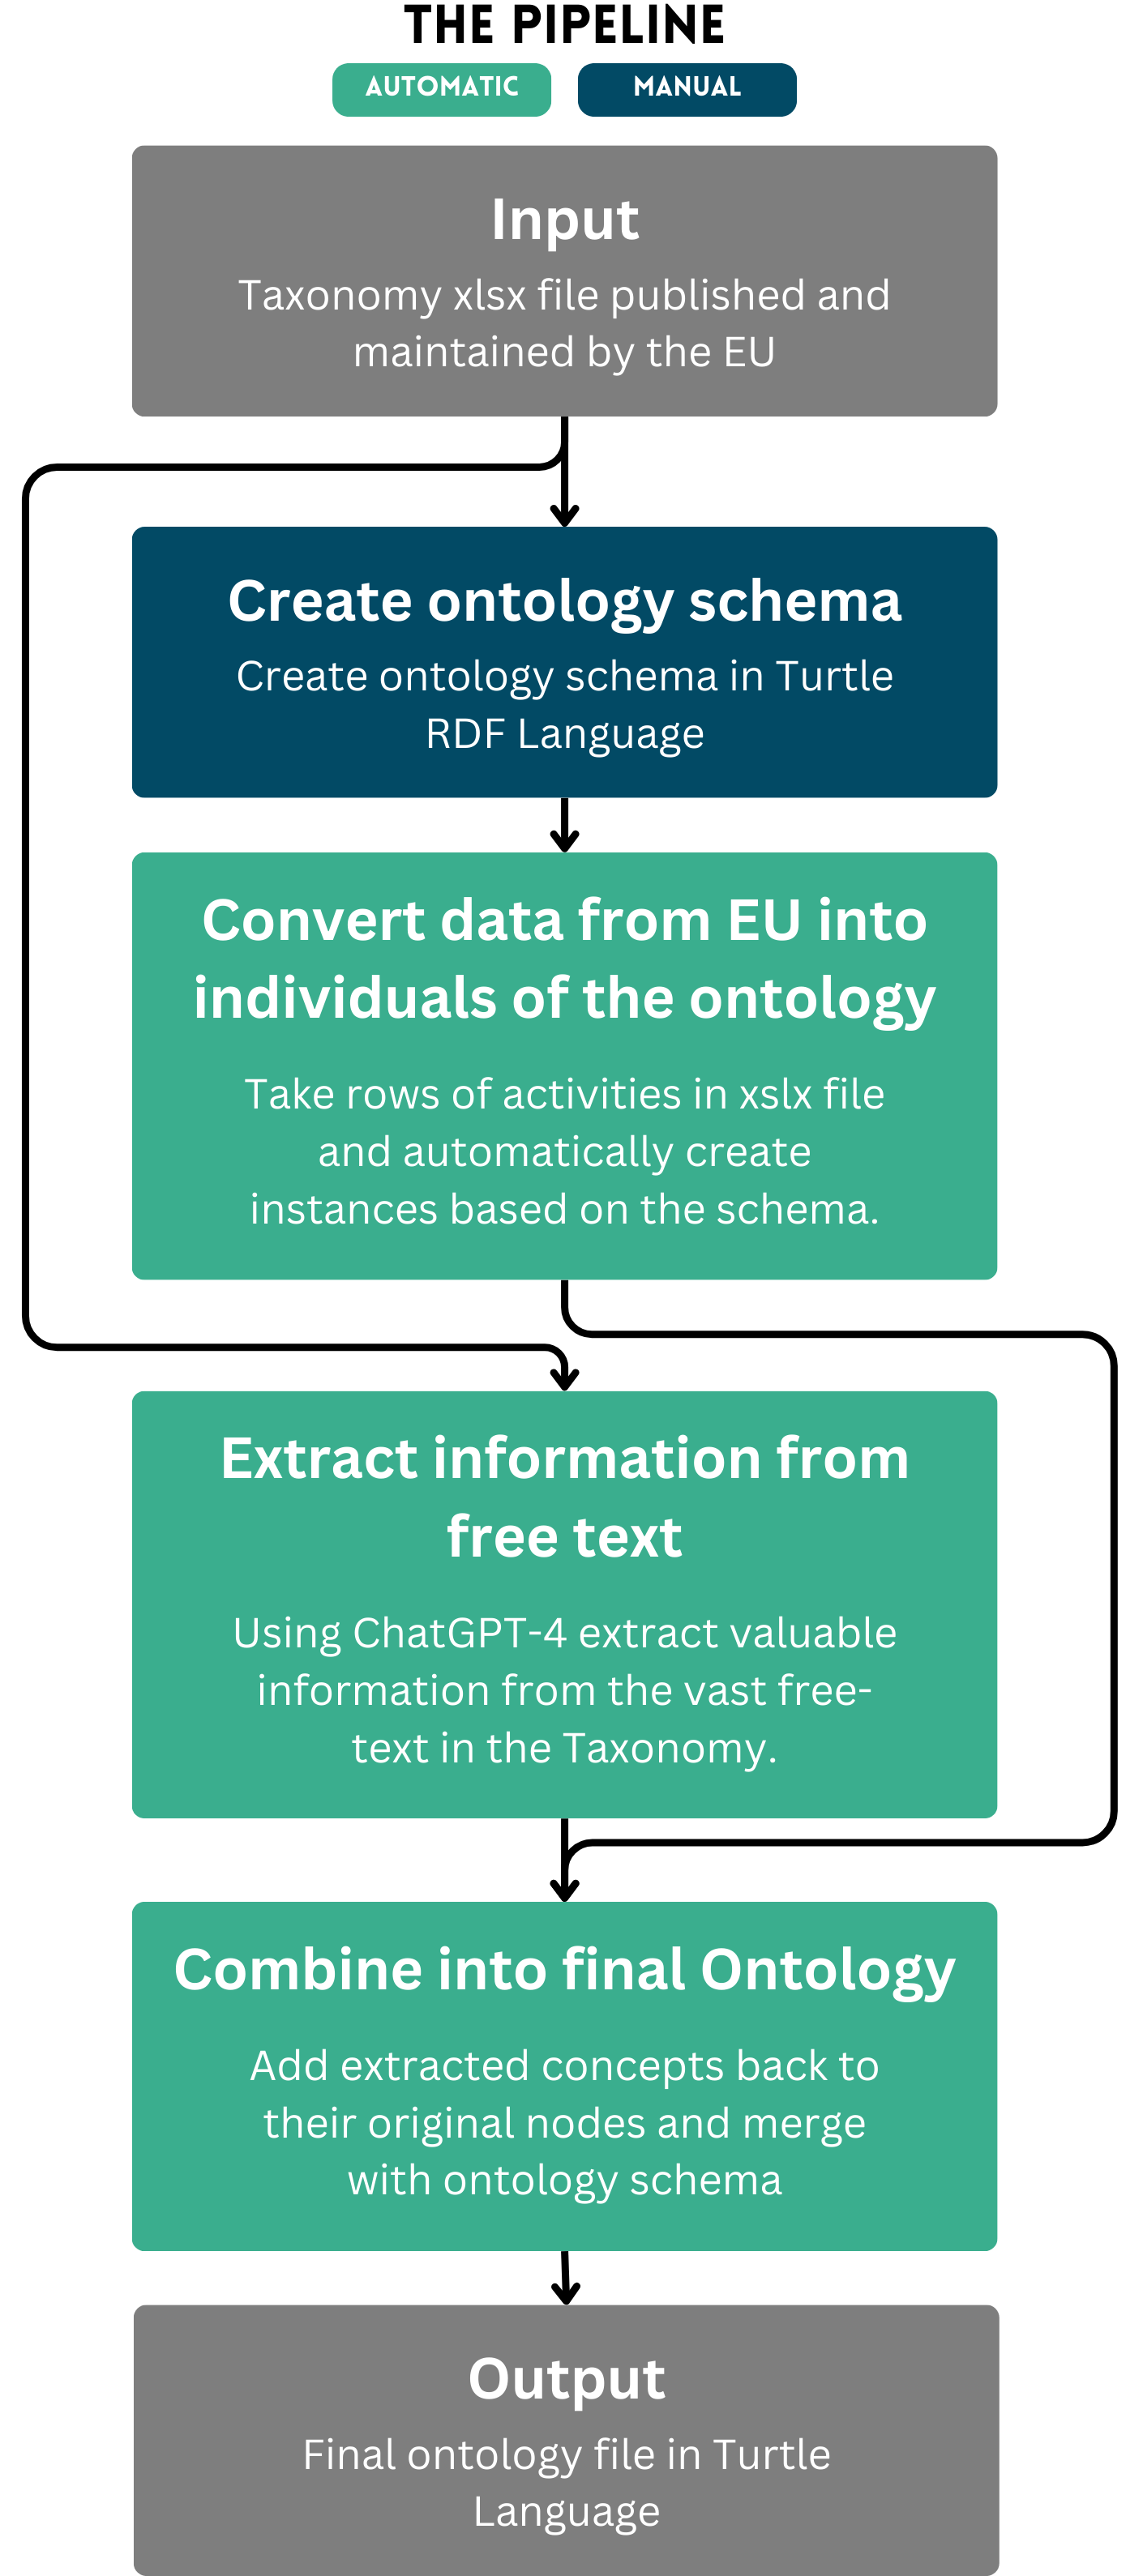 THE PIPELINE
AUTOMATIC
MANUAL
Input
Taxonomy xlsx file published and
maintained by the EU
Create ontology schema
Create ontology schema in Turtle
RDF Language
Convert data from EU into
individuals of the ontology
Take rows of activities in xslx file
and automatically create
instances based on the schema.
Extract information from
free text
Using ChatGPT-4 extract valuable
information from the vast free-
text in the Taxonomy.
Combine into final Ontology
Add extracted concepts back to
their original nodes and merge
with ontology schema
Output
Final ontology file in Turtle
Language